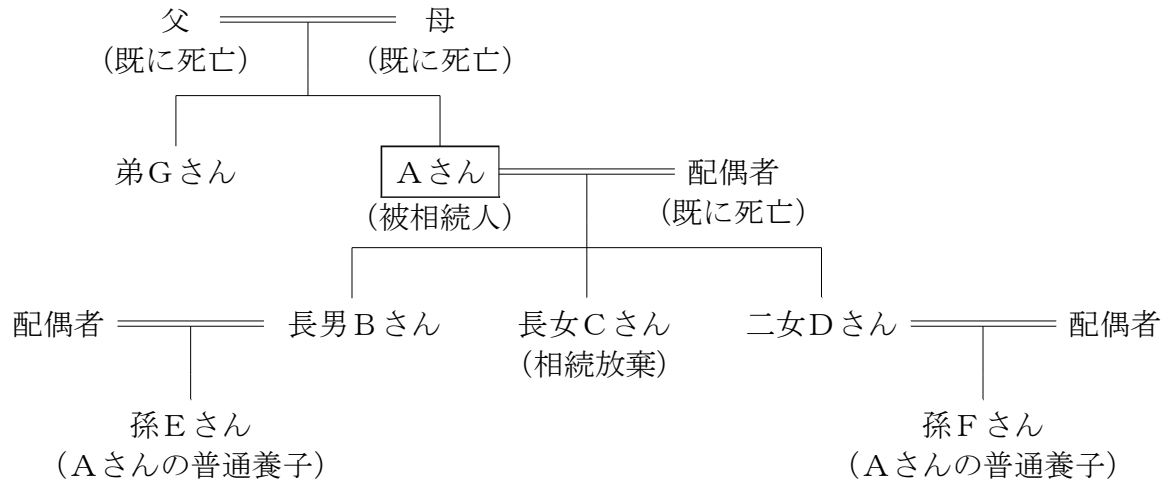 父 母
(既に死亡) (既に死亡)
弟Gさん Aさん 配偶者
(被相続人) (既に死亡)
配偶者 長男Bさん 長女Cさん 二女Dさん 配偶者
(相続放棄)
孫Eさん 孫Fさん
(Aさんの普通養子) (Aさんの普通養子)